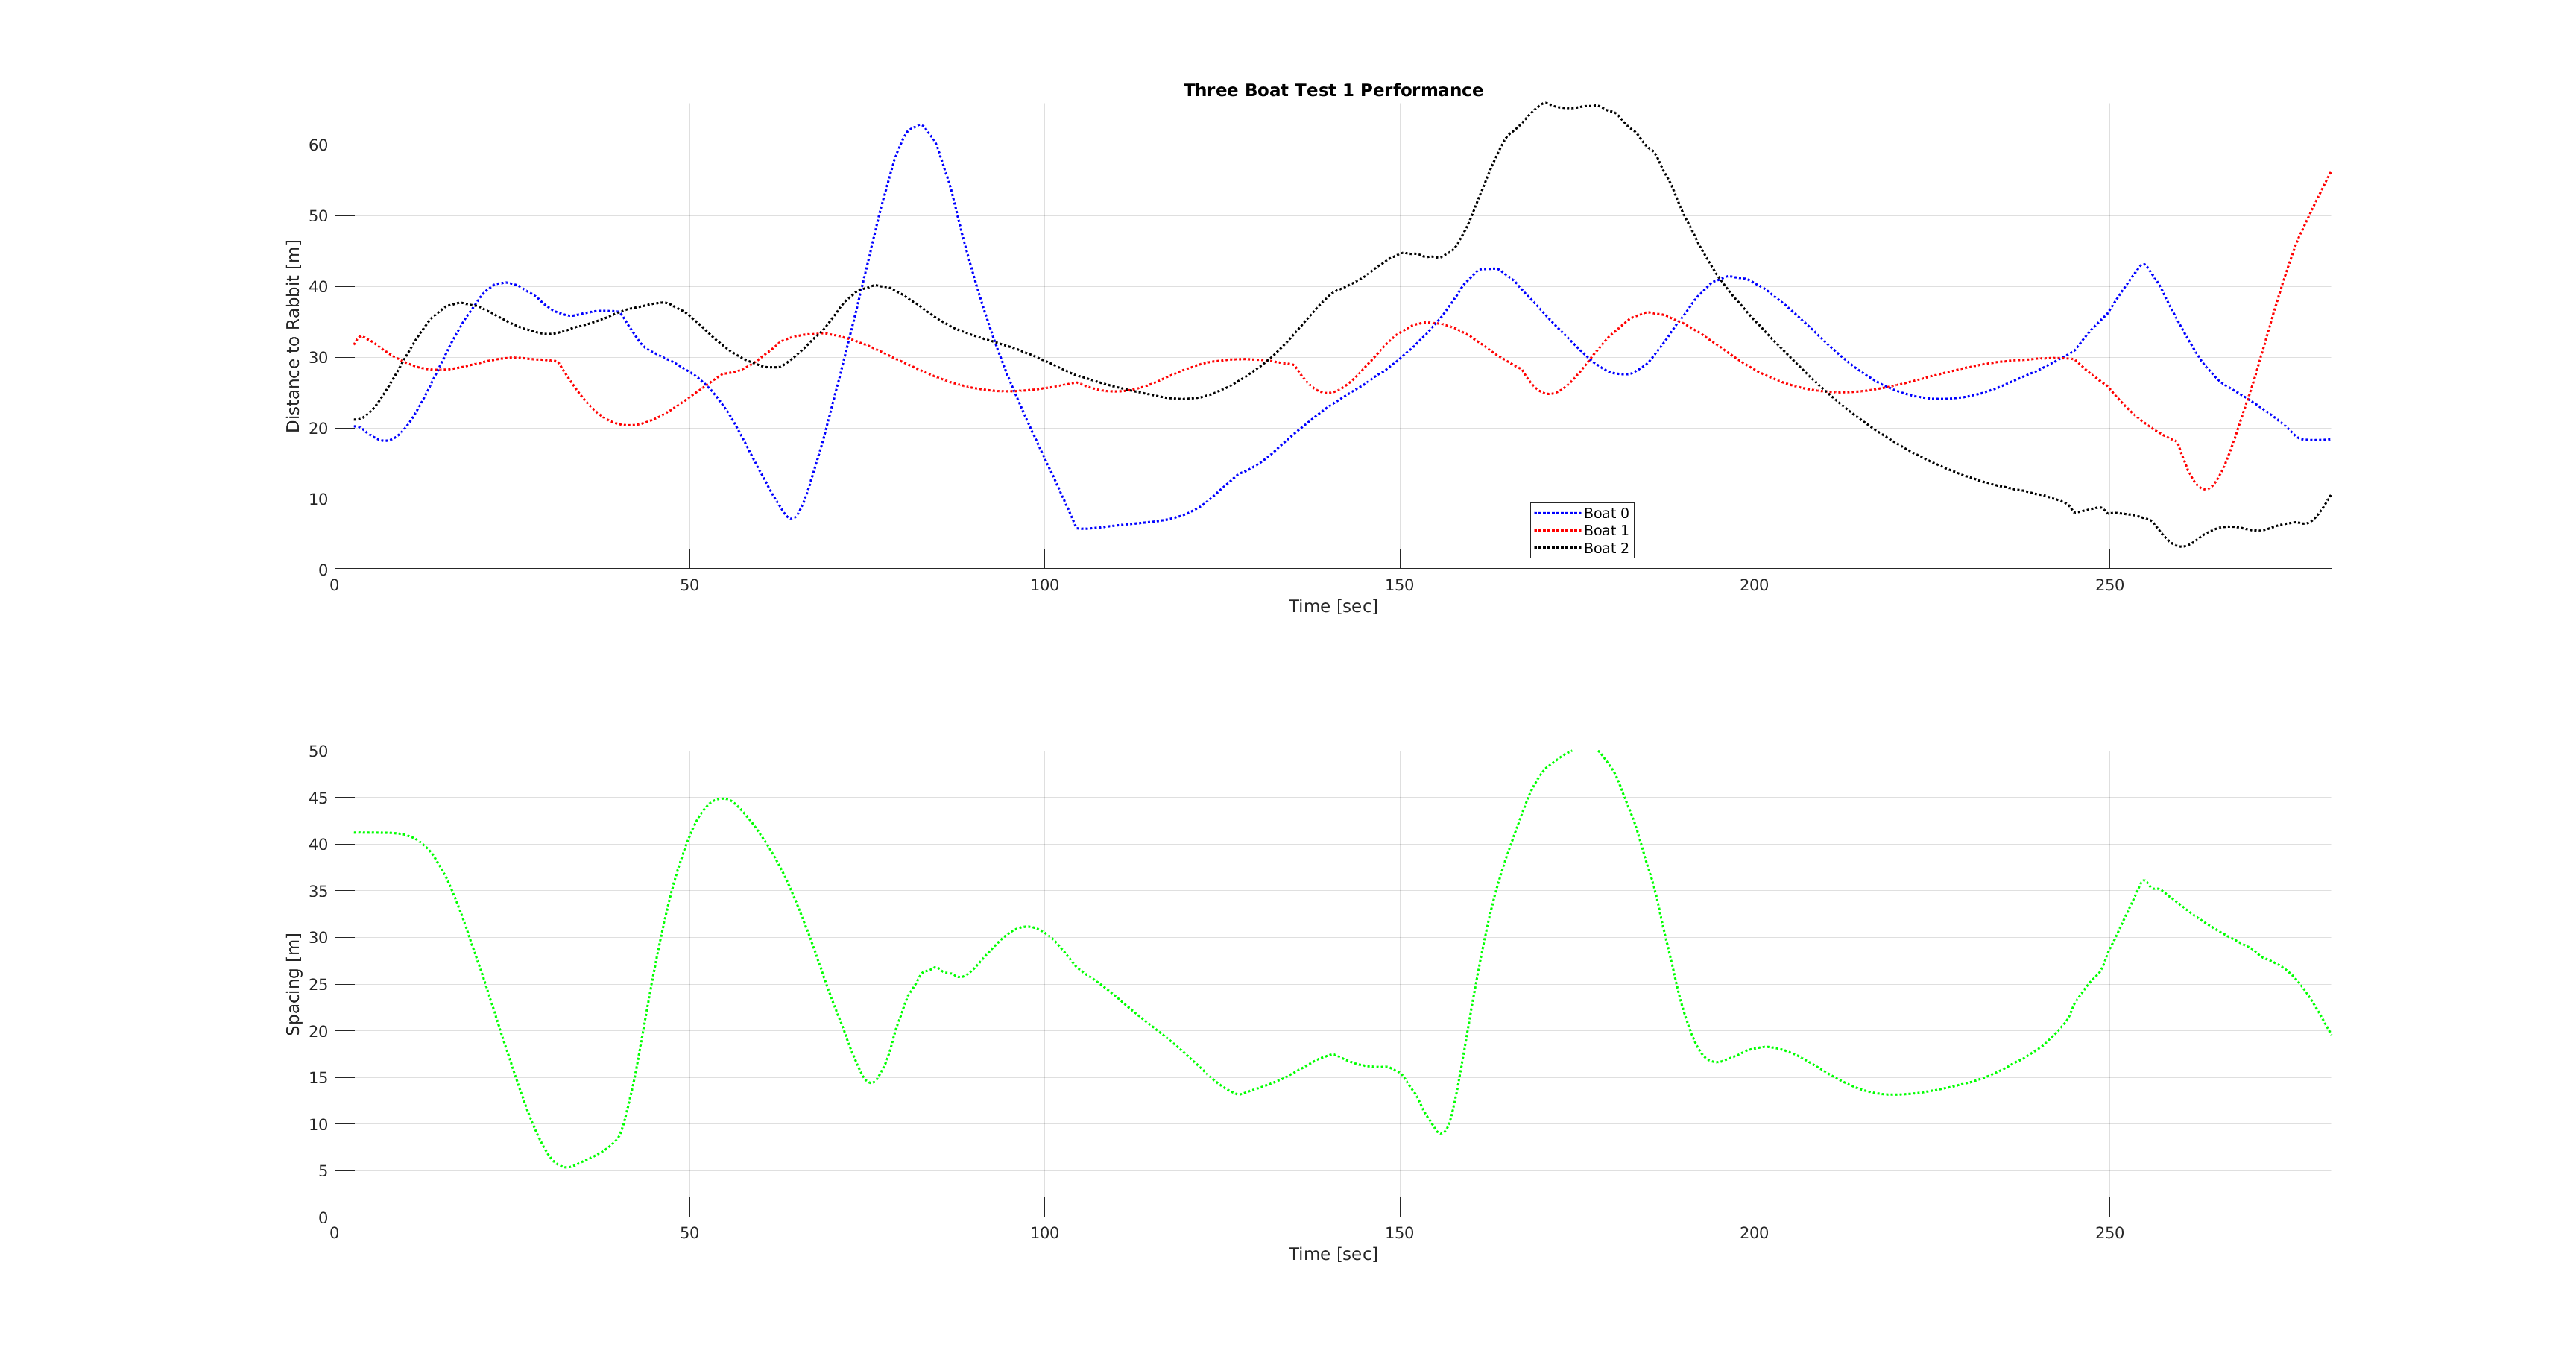 Three Boat Test 1 Performance
60
50
40
30
20
10
0
Distance to Rabbit [m]
Boat 0
Boat 1
Boat 2
0 50 100 150 200 250
Time [sec]
50
45
40
35
30
25
20
15
10
5
0
Spacing [m]
0 50 100 150 200 250
Time [sec]